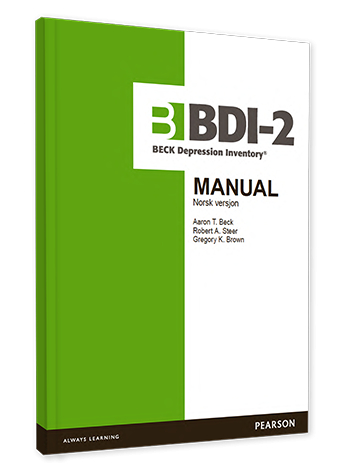 B BDI-2
BECK Depression Inventory®
MANUAL
Norsk versjon
Aaron T. Beck
Robert A. Steer
Gregory K. Brown
ALWAYS LEARNING
PEARSON